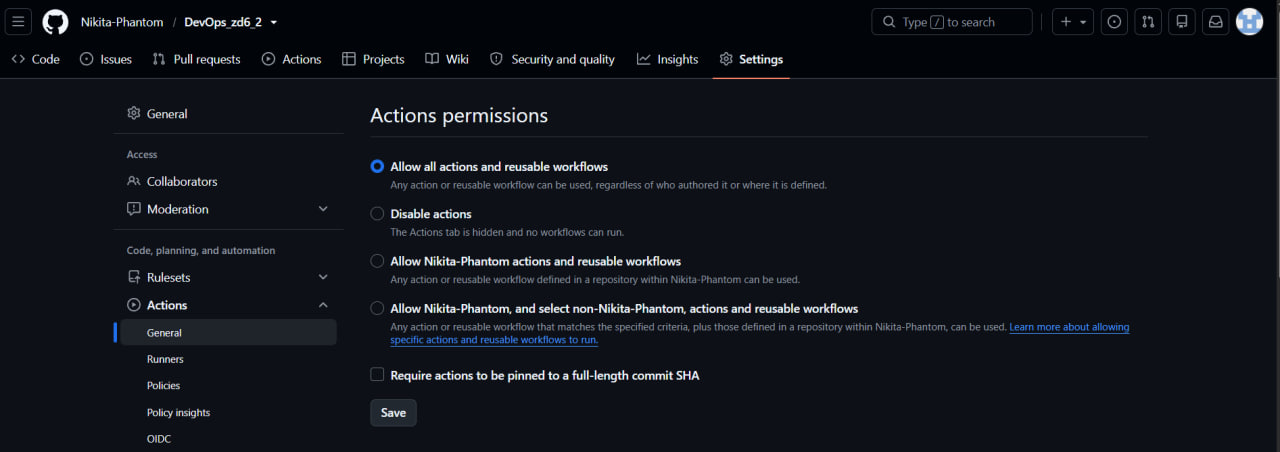 Nikita-Phantom / DevOps_zd6_2
Type / to search
Code Issues Pull requests Actions Projects Wiki Security and quality Insights Settings
General
Access
Collaborators
Moderation
Code, planning, and automation
Rulesets
Actions
General
Runners
Policies
Policy insights
OIDC
Actions permissions
Allow all actions and reusable workflows
Any action or reusable workflow can be used, regardless of who authored it or where it is defined.
Disable actions
The Actions tab is hidden and no workflows can run.
Allow Nikita-Phantom actions and reusable workflows
Any action or reusable workflow defined in a repository within Nikita-Phantom can be used.
Allow Nikita-Phantom, and select non-Nikita-Phantom, actions and reusable workflows
Any action or reusable workflow that matches the specified criteria, plus those defined in a repository within Nikita-Phantom, can be used. Learn more about allowing
specific actions and reusable workflows to run.
Require actions to be pinned to a full-length commit SHA
Save